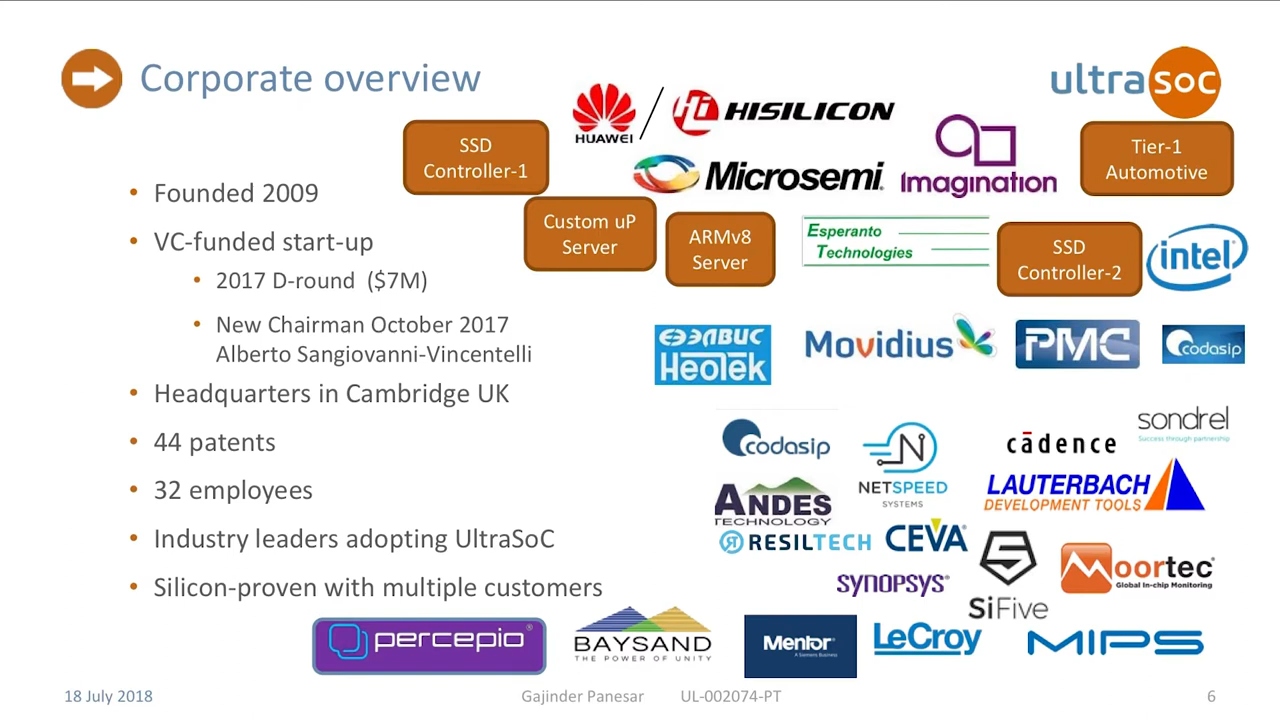 Corporate overview
ultrasoc
HUAWEI
HISILICON
SSD
Controller-1
Microsemi.
Imagination
Tier-1
Automotive
• Founded 2009
• VC-funded start-up
• 2017 D-round ($7M)
• New Chairman October 2017
Alberto Sangiovanni-Vincentelli
• Headquarters in Cambridge UK
• 44 patents
• 32 employees
• Industry leaders adopting UltraSoC
• Silicon-proven with multiple customers
Custom uP
Server
ARMv8
Server
Esperanto
Technologies
SSD
Controller-2
intel
ЭЛВИС
НеоТек
Movidius
PMC
codasip
codasip
NETSPEED
SYSTEMS
cādence
sondrel
Success through partnership
ANDES
TECHNOLOGY
LAUTERBACH
DEVELOPMENT TOOLS
RESILTECH
CEVA
SYNOPSYS®
SiFive
Moortec
Global In-chip Monitoring
percepio®
BAYSAND
THE POWER OF UNITY
Mentor®
A Siemens Business
LeCroy
MIPS
18 July 2018
Gajinder Panesar UL-002074-PT
6